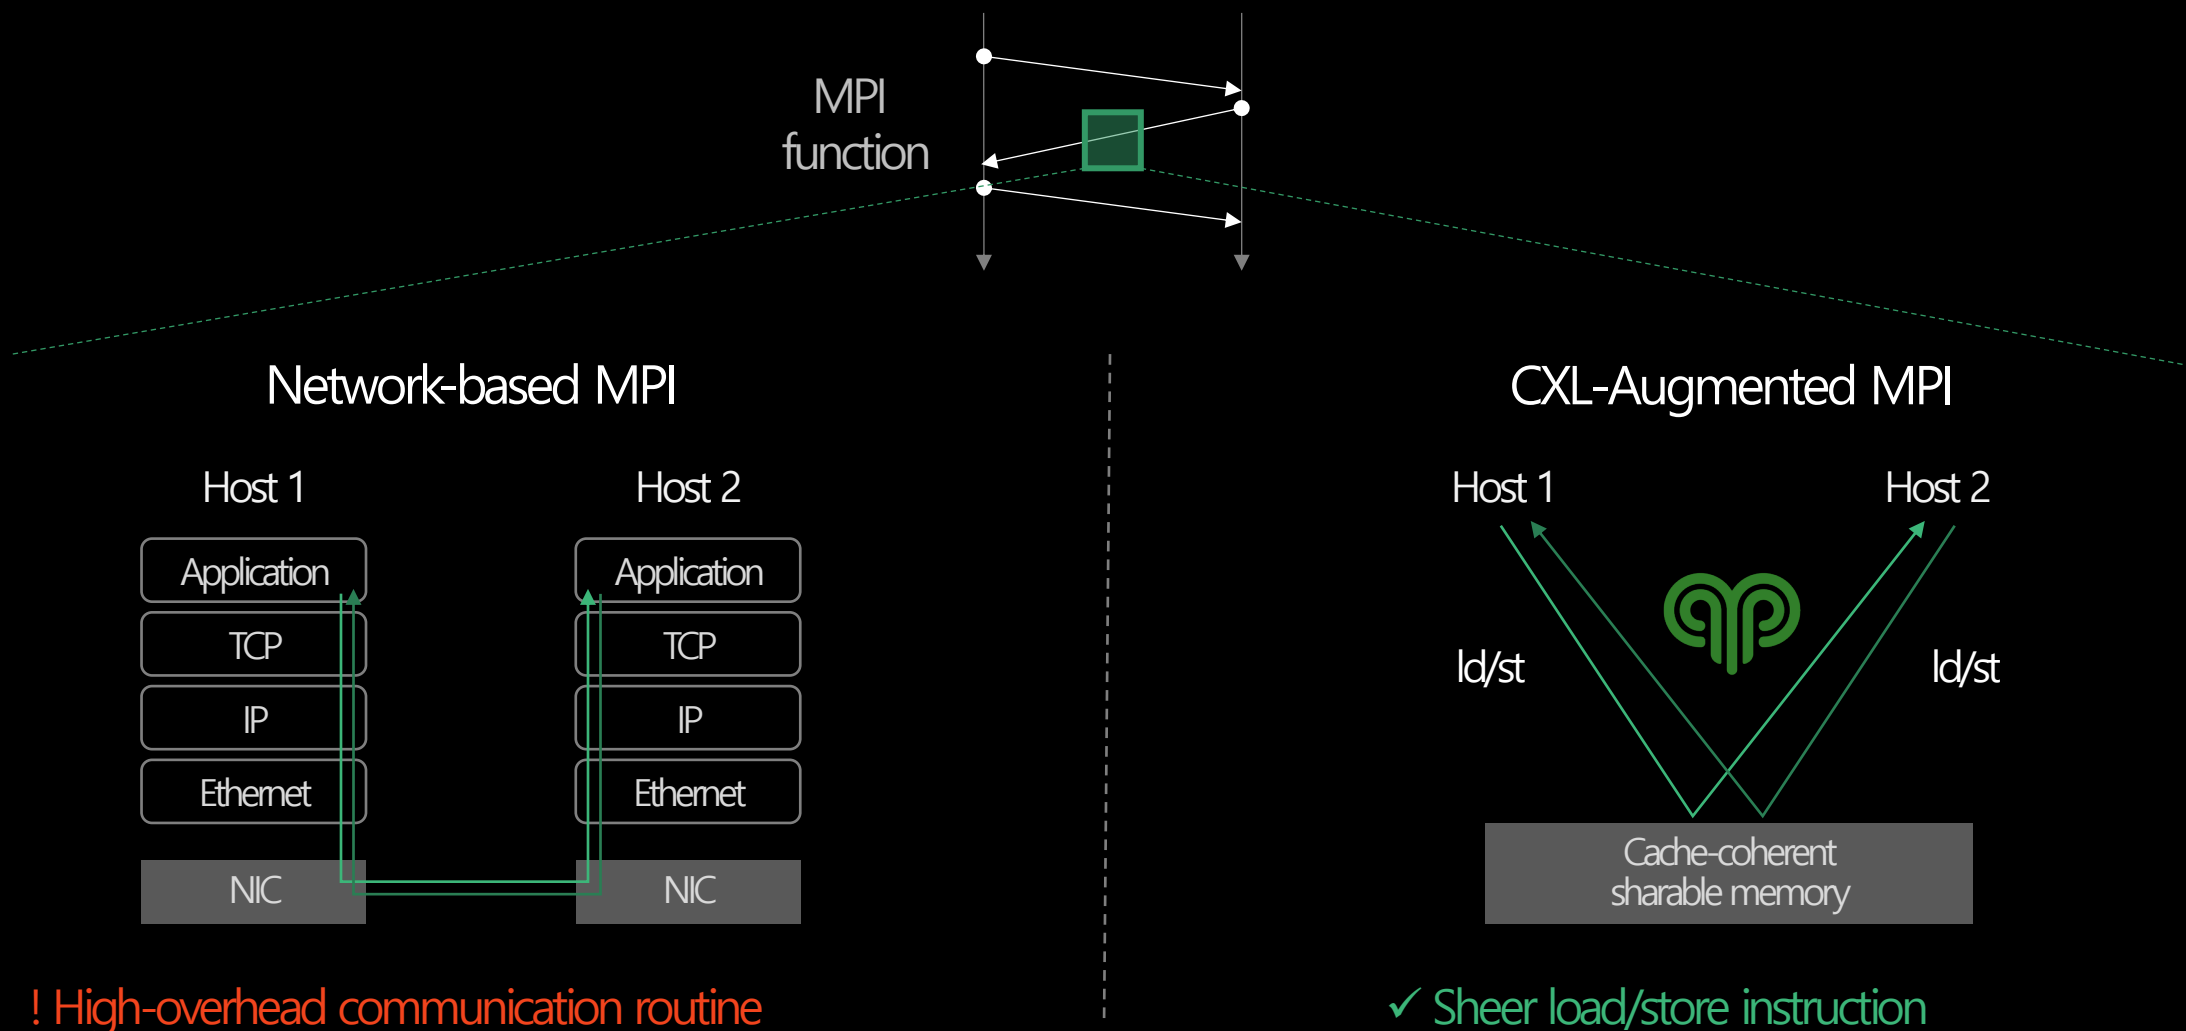 MPI
function
Network-based MPI
CXL-Augmented MPI
Host 1
Host 2
Application
Application
TCP
TCP
IP
IP
Ethernet
Ethernet
NIC
NIC
! High-overhead communication routine
Host 1
Host 2
ld/st
ld/st
Cache-coherent
sharable memory
✓ Sheer load/store instruction